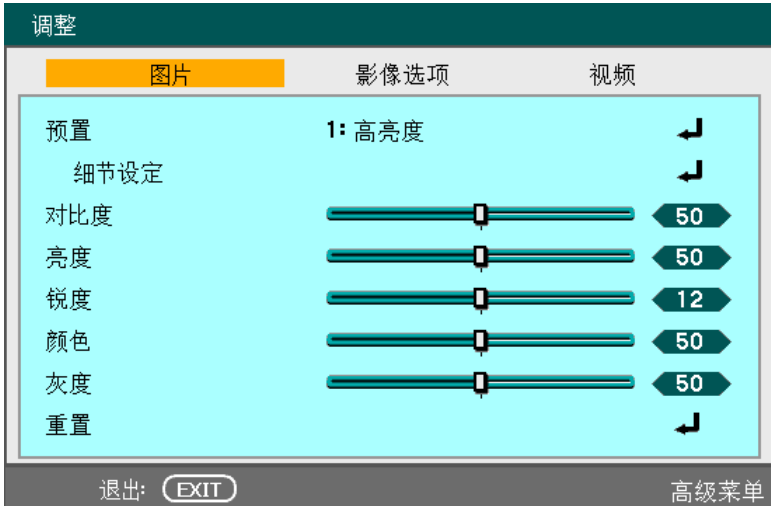 调整
图片 影像选项 视频
预置 1: 高亮度
细节设定
对比度 50
亮度 50
锐度 12
颜色 50
灰度 50
重置
退出: EXIT 高级菜单